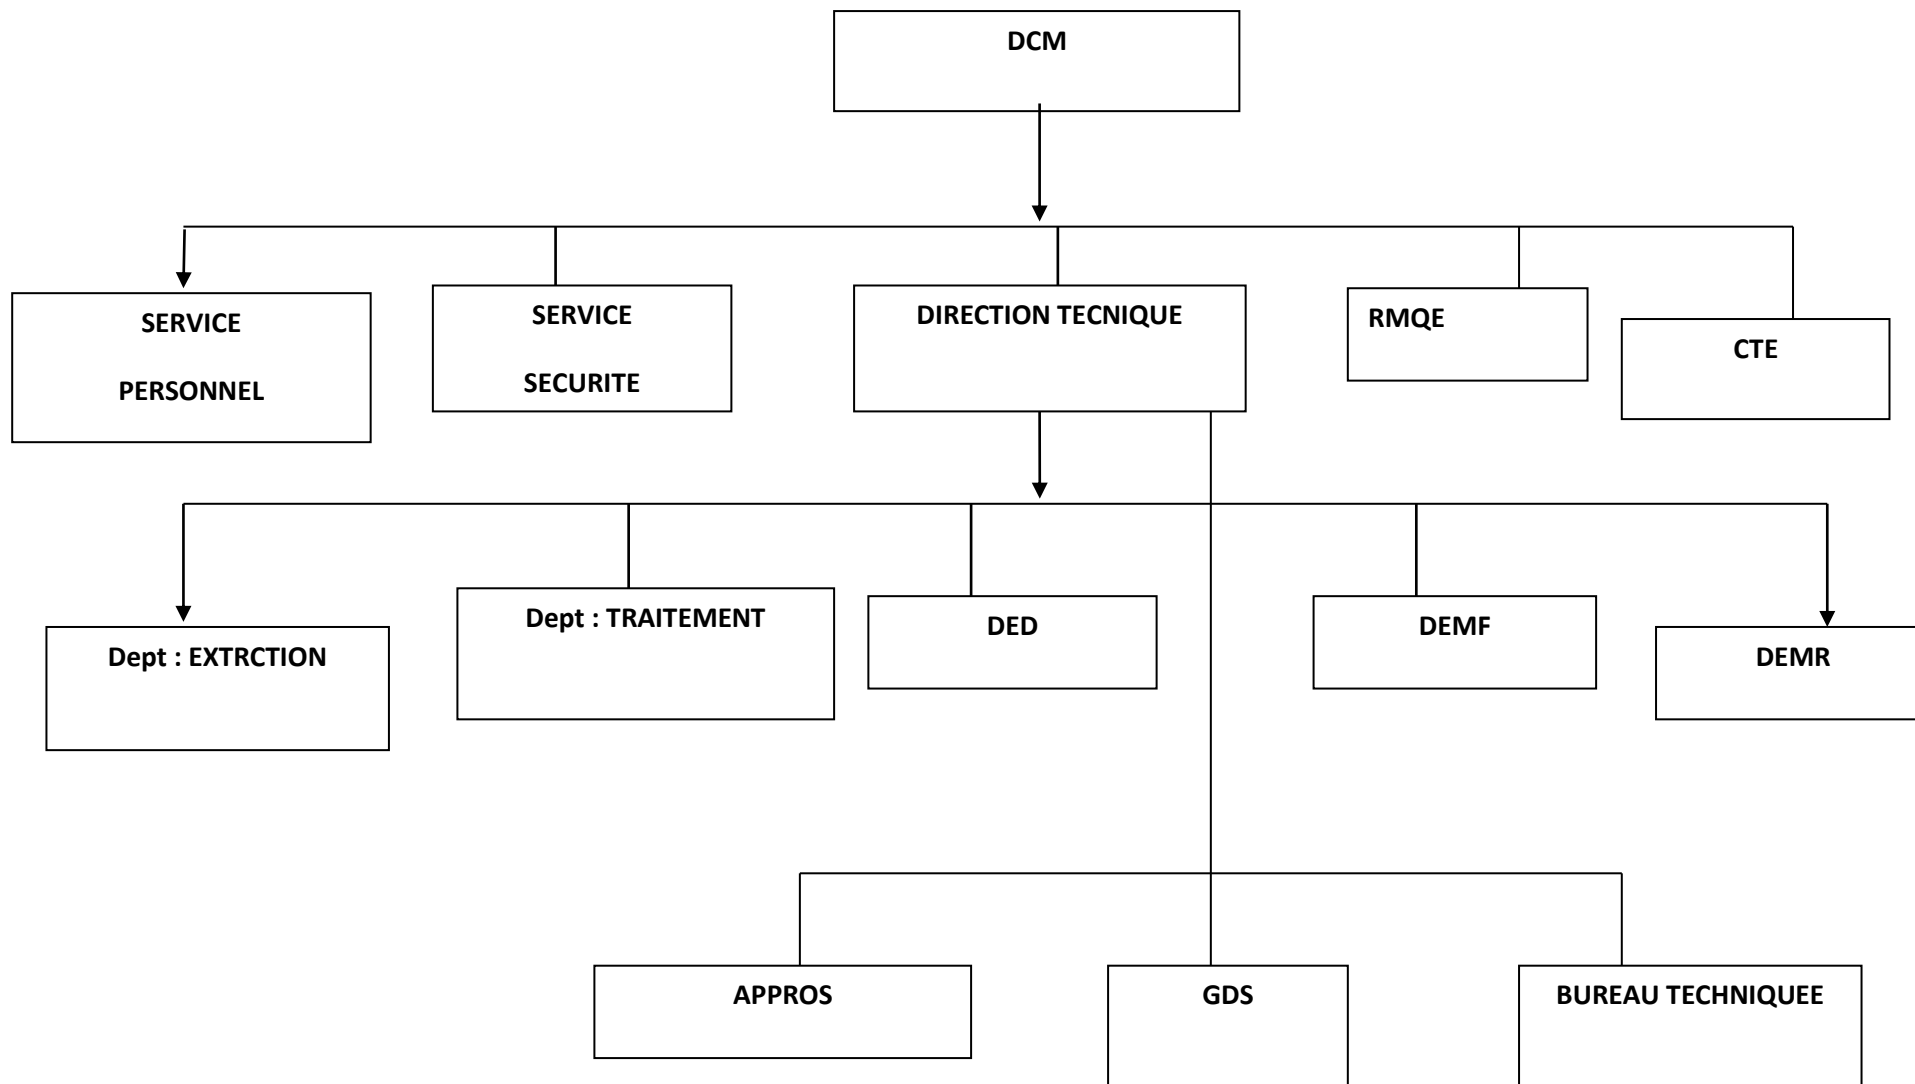 DCM
SERVICE
PERSONNEL
SERVICE
SECURITE
DIRECTION TECNIQUE
RMQE
CTE
Dept : EXTRCTION
Dept : TRAITEMENT
DED
DEMF
DEMR
APPROS
GDS
BUREAU TECHNIQUEE